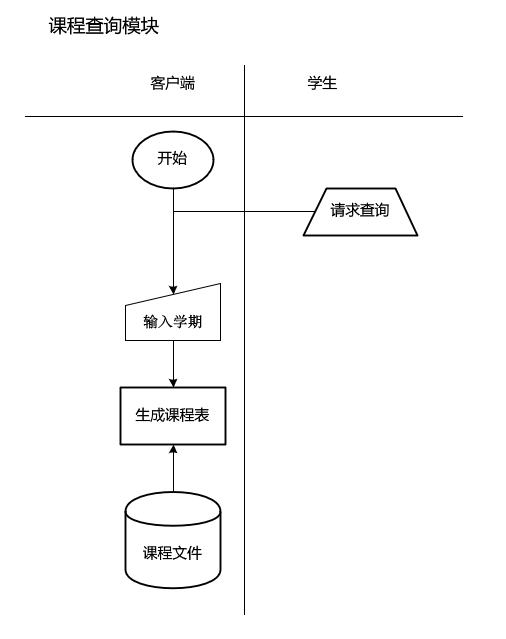 课程查询模块
客户端
学生
开始
请求查询
输入学期
生成课程表
课程文件